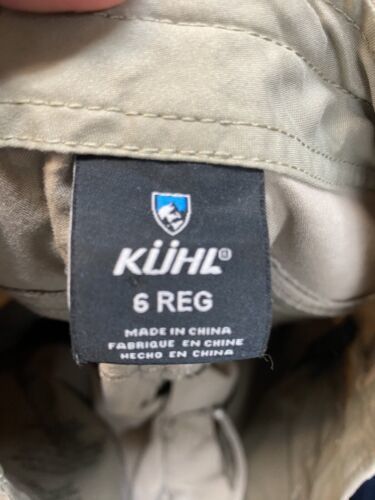 KÜHL®
6 REG
MADE IN CHINA
FABRIQUE EN CHINE
HECHO EN CHINA